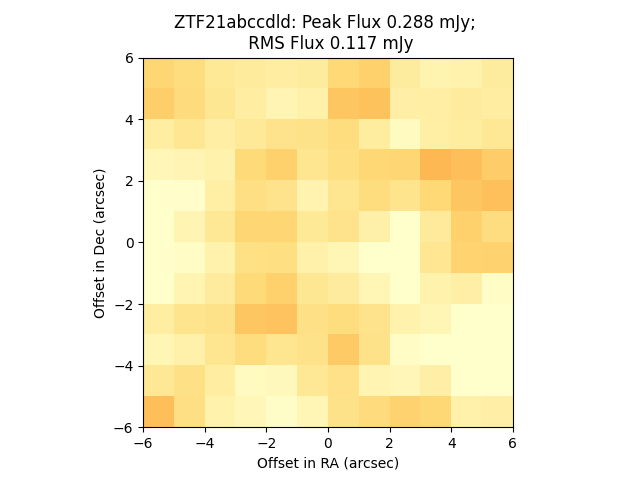 ZTF21abccdld: Peak Flux 0.288 mJy;
RMS Flux 0.117 mJy
6
4
2
0
−2
−4
−6
Offset in Dec (arcsec)
−6 −4 −2 0 2 4 6
Offset in RA (arcsec)